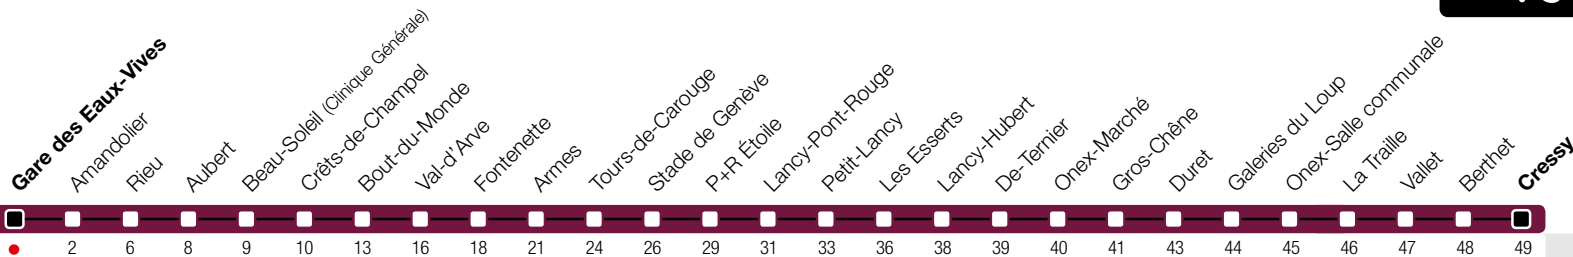 Gare des Eaux-Vives
Amandolier
Rieu
Aubert
Beau-Soleil (Clinique Générale)
Crêts-de-Champel
Bout-du-Monde
Val-d'Arve
Fontenette
Armes
Tours-de-Carouge
Stade de Genève
P+R Étoile
Lancy-Pont-Rouge
Petit-Lancy
Les Esserts
Lancy-Hubert
De-Ternier
Onex-Marché
Gros-Chêne
Duret
Galeries du Loup
Onex-Salle communale
La Traille
Vallet
Berthet
Cressy
2 6 8 9 10 13 16 18 21 24 26 29 31 33 36 38 39 40 41 43 44 45 46 47 48 49